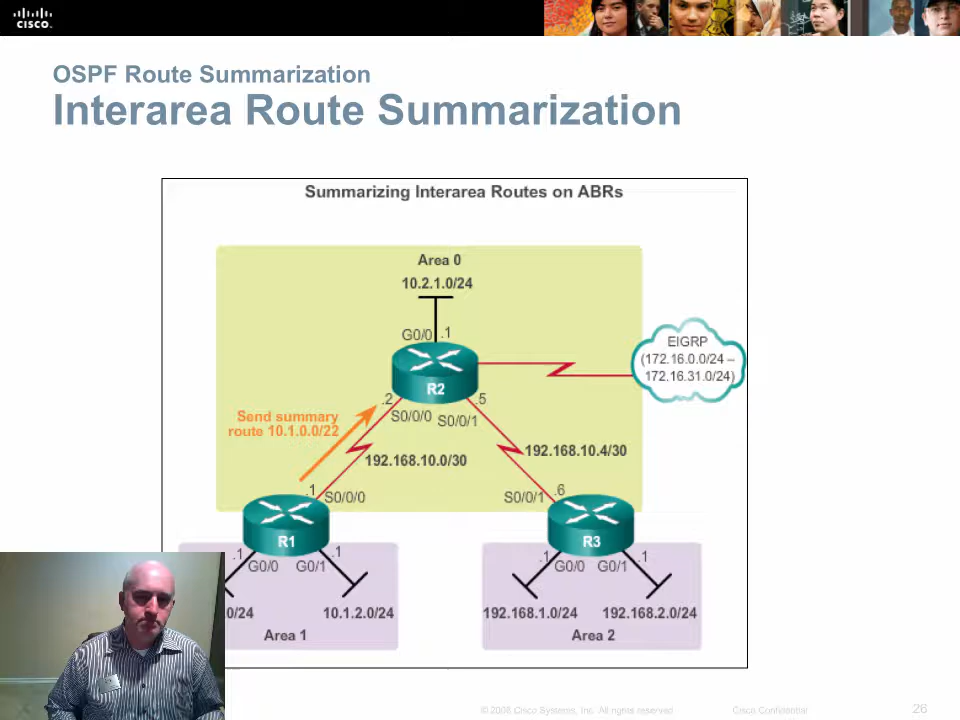 CISCO.
OSPF Route Summarization
Interarea Route Summarization
Summarizing Interarea Routes on ABRs
Area 0
10.2.1.0/24
G0/0 .1
EIGRP
(172.16.0.0/24 –
172.16.31.0/24)
R2
.2 .5
S0/0/0 S0/0/1
Send summary
route 10.1.0.0/22
192.168.10.4/30
192.168.10.0/30
.1 S0/0/0
S0/0/1 .6
R1
R3
.1 .1
G0/0 G0/1
.1 .1
G0/0 G0/1
.0/24 10.1.2.0/24
192.168.1.0/24 192.168.2.0/24
Area 1
Area 2
© 2008 Cisco Systems, Inc. All rights reserved.
Cisco Confidential
26